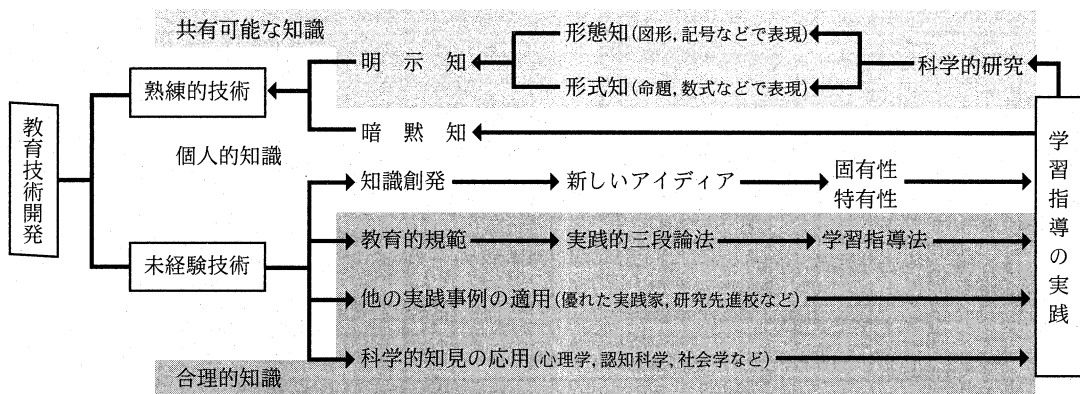 共有可能な知識
形態知(図形,記号などで表現)
明示知
科学的研究
熟練的技術
形式知(命題,数式などで表現)
暗黙知
教育技術開発
学習指導の実践
個人的知識
知識創発
新しいアイディア
固有性
特有性
教育的規範
実践的三段論法
学習指導法
未経験技術
他の実践事例の適用(優れた実践家,研究先進校など)
科学的知見の応用(心理学,認知科学,社会学など)
合理的知識